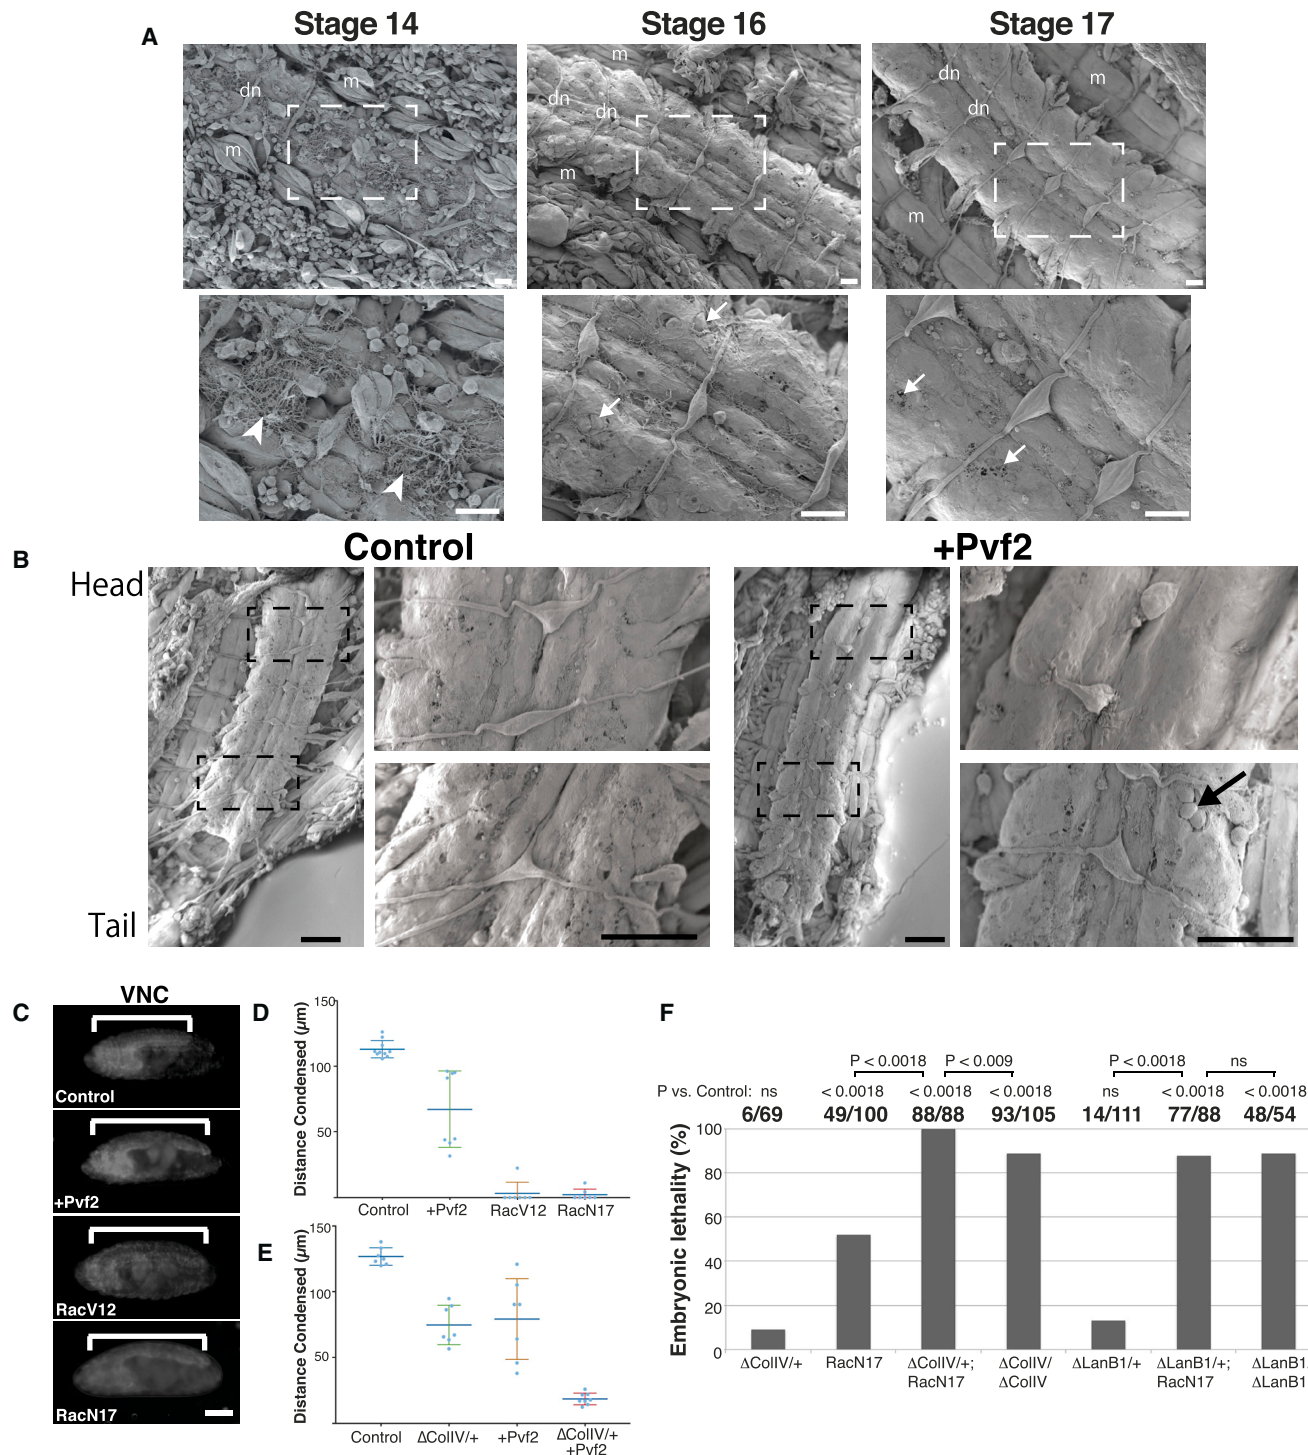 A
Stage 14
Stage 16
Stage 17
dn
m
m
m
dn
dn
m
dn
dn
m
m
B
Control
+Pvf2
Head
Tail
C
VNC
Control
+Pvf2
RacV12
RacN17
D
Distance Condensed (µm)
150
100
50
Control
+Pvf2
RacV12
RacN17
E
Distance Condensed (µm)
150
100
50
Control
ΔColIV/+
+Pvf2
ΔColIV/+
+Pvf2
F
P < 0.0018
P < 0.009
P < 0.0018
ns
P vs. Control: ns < 0.0018 < 0.0018 < 0.0018 ns < 0.0018 < 0.0018
6/69 49/100 88/88 93/105 14/111 77/88 48/54
Embryonic lethality (%)
100
80
60
40
20
0
ΔColIV/+
RacN17
ΔColIV/+;
RacN17
ΔColIV/
ΔColIV
ΔLanB1/+
ΔLanB1/+;
RacN17
ΔLanB1
ΔLanB1